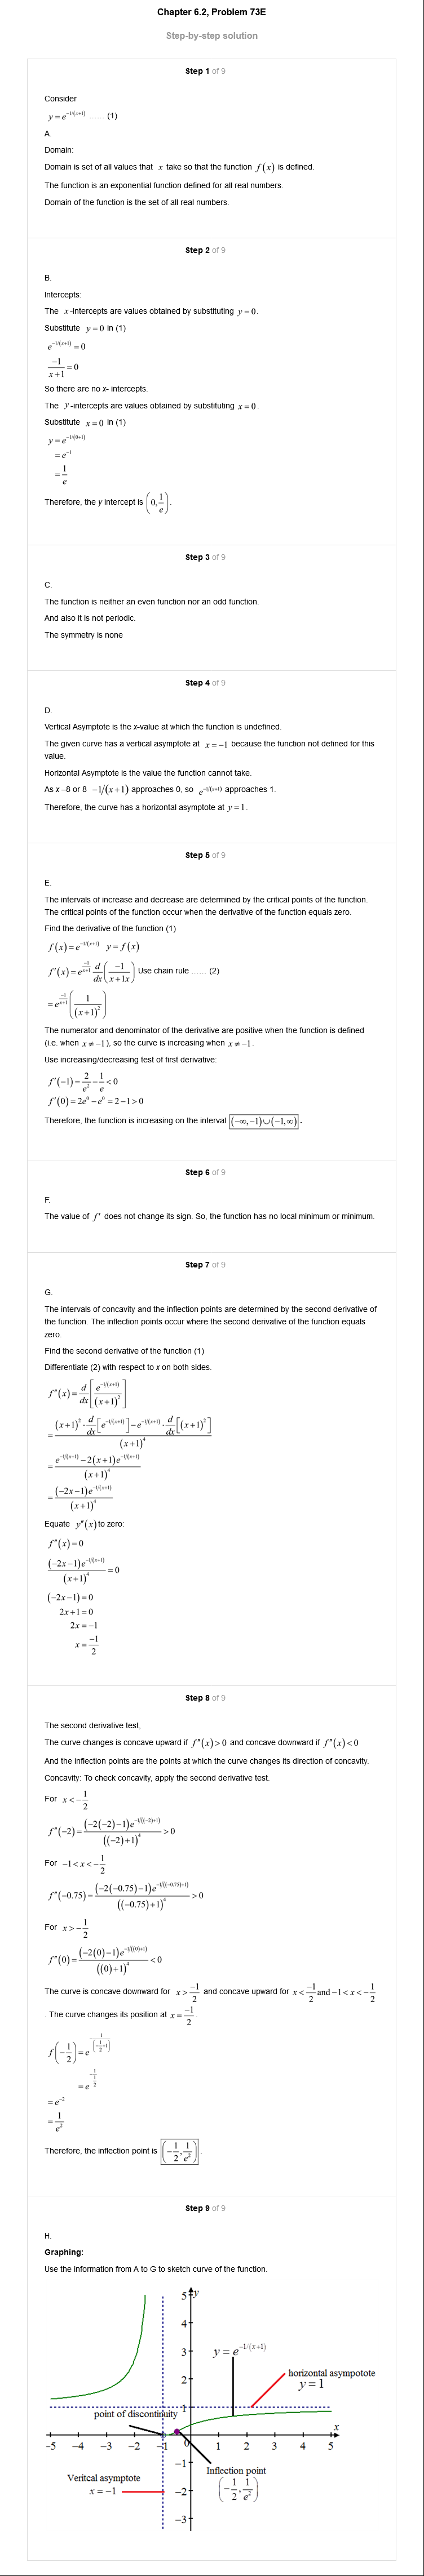 Chapter 6.2, Problem 73E
Step-by-step solution
Step 1 of 9
Consider
y = e^{-1/(x+1)} ...... (1)
A.
Domain:
Domain is set of all values that x take so that the function f(x) is defined.
The function is an exponential function defined for all real numbers.
Domain of the function is the set of all real numbers.
Step 2 of 9
B.
Intercepts:
The x-intercepts are values obtained by substituting y = 0.
Substitute y = 0 in (1)
e^{-1/(x+1)} = 0
\frac{-1}{x+1} = 0
So there are no x- intercepts.
The y-intercepts are values obtained by substituting x = 0.
Substitute x = 0 in (1)
y = e^{-1/(0+1)}
= e^{-1}
= \frac{1}{e}
Therefore, the y intercept is (0, \frac{1}{e}).
Step 3 of 9
C.
The function is neither an even function nor an odd function.
And also it is not periodic.
The symmetry is none
Step 4 of 9
D.
Vertical Asymptote is the x-value at which the function is undefined.
The given curve has a vertical asymptote at x = -1 because the function not defined for this
value.
Horizontal Asymptote is the value the function cannot take.
As x –8 or 8 -1/(x+1) approaches 0, so e^{-1/(x+1)} approaches 1.
Therefore, the curve has a horizontal asymptote at y = 1.
Step 5 of 9
E.
The intervals of increase and decrease are determined by the critical points of the function.
The critical points of the function occur when the derivative of the function equals zero.
Find the derivative of the function (1)
f(x) = e^{-1/(x+1)} y = f(x)
f'(x) = e^{\frac{-1}{x+1}} \frac{d}{dx}(\frac{-1}{x+1x}) Use chain rule ...... (2)
= e^{\frac{-1}{x+1}} (\frac{1}{(x+1)^2})
The numerator and denominator of the derivative are positive when the function is defined
(i.e. when x ≠ -1), so the curve is increasing when x ≠ -1.
Use increasing/decreasing test of first derivative:
f'(-1) = \frac{2}{e^2} - \frac{1}{e} < 0
f'(0) = 2e^0 - e^0 = 2 - 1 > 0
Therefore, the function is increasing on the interval (-∞, -1) ∪ (-1, ∞).
Step 6 of 9
F.
The value of f' does not change its sign. So, the function has no local minimum or minimum.
Step 7 of 9
G.
The intervals of concavity and the inflection points are determined by the second derivative of
the function. The inflection points occur where the second derivative of the function equals
zero.
Find the second derivative of the function (1)
Differentiate (2) with respect to x on both sides.
f''(x) = \frac{d}{dx}[\frac{e^{-1/(x+1)}}{(x+1)^2}]
= \frac{(x+1)^2 · \frac{d}{dx}[e^{-1/(x+1)}] - e^{-1/(x+1)} · \frac{d}{dx}[(x+1)^2]}{(x+1)^4}
= \frac{e^{-1/(x+1)} - 2(x+1)e^{-1/(x+1)}}{(x+1)^4}
= \frac{(-2x-1)e^{-1/(x+1)}}{(x+1)^4}
Equate y''(x) to zero:
f''(x) = 0
\frac{(-2x-1)e^{-1/(x+1)}}{(x+1)^4} = 0
(-2x-1) = 0
2x+1 = 0
2x = -1
x = \frac{-1}{2}
Step 8 of 9
The second derivative test,
The curve changes is concave upward if f''(x) > 0 and concave downward if f''(x) < 0
And the inflection points are the points at which the curve changes its direction of concavity.
Concavity: To check concavity, apply the second derivative test.
For x < -\frac{1}{2}
f''(-2) = \frac{(-2(-2)-1)e^{-1/((-2)+1)}}{((-2)+1)^4} > 0
For -1 < x < -\frac{1}{2}
f''(-0.75) = \frac{(-2(-0.75)-1)e^{-1/((-0.75)+1)}}{((-0.75)+1)^4} > 0
For x > -\frac{1}{2}
f''(0) = \frac{(-2(0)-1)e^{-1/((0)+1)}}{((0)+1)^4} < 0
The curve is concave downward for x > \frac{-1}{2} and concave upward for x < \frac{-1}{2} and -1 < x < -\frac{1}{2}
. The curve changes its position at x = \frac{-1}{2}.
f(-\frac{1}{2}) = e^{-\frac{1}{(-\frac{1}{2}+1)}}
= e^{-\frac{1}{\frac{1}{2}}}
= e^{-2}
= \frac{1}{e^2}
Therefore, the inflection point is (-\frac{1}{2}, \frac{1}{e^2}).
Step 9 of 9
H.
Graphing:
Use the information from A to G to sketch curve of the function.
5 y
4
3
y = e^{-1/(x+1)}
horizontal asympotote
y = 1
2
1
point of discontinuity
x
-5 -4 -3 -2 -1 0 1 2 3 4 5
-1
Inflection point
(-\frac{1}{2}, \frac{1}{e^2})
Veritcal asymptote
x = -1
-2
-3